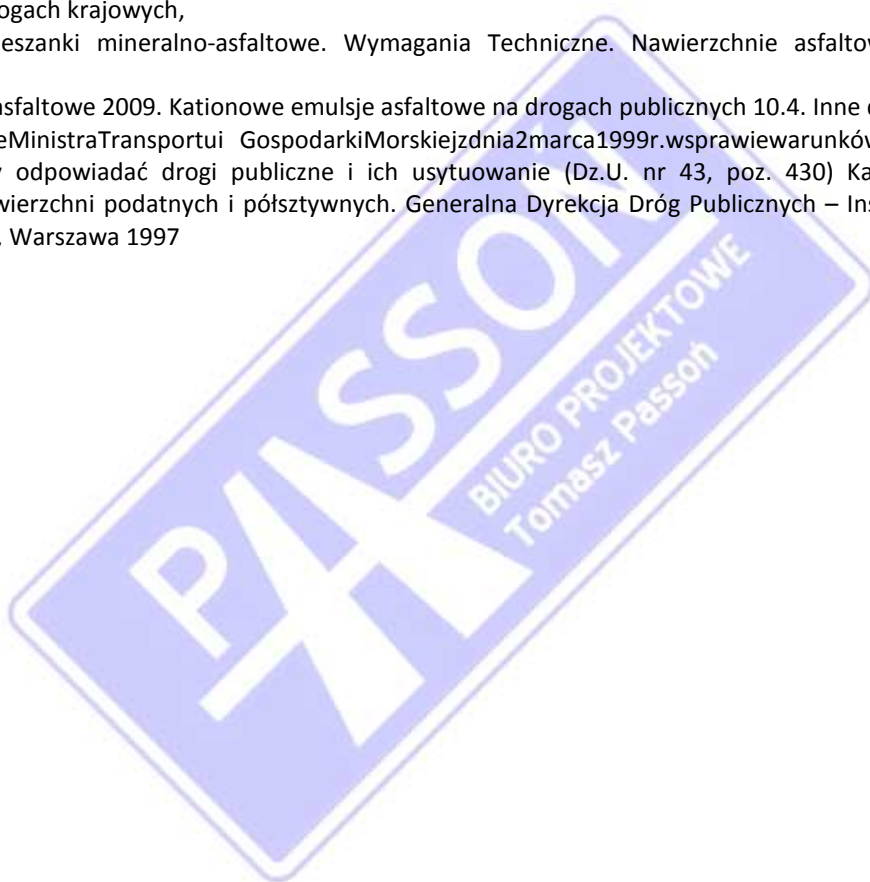 ogach krajowych,
eszanki mineralno-asfaltowe. Wymagania Techniczne. Nawierzchnie asfaltow
asfaltowe 2009. Kationowe emulsje asfaltowe na drogach publicznych 10.4. Inne
eMinistraTransportui GospodarkiMorskiejzdnia2marca1999r.wsprawiewarunków
odpowiadać drogi publiczne i ich usytuowanie (Dz.U. nr 43, poz. 430) Ka
wierzchni podatnych i półsztywnych. Generalna Dyrekcja Dróg Publicznych – Ins
, Warszawa 1997
PASSOŃ
BIURO PROJEKTOWE
Tomasz Passoń